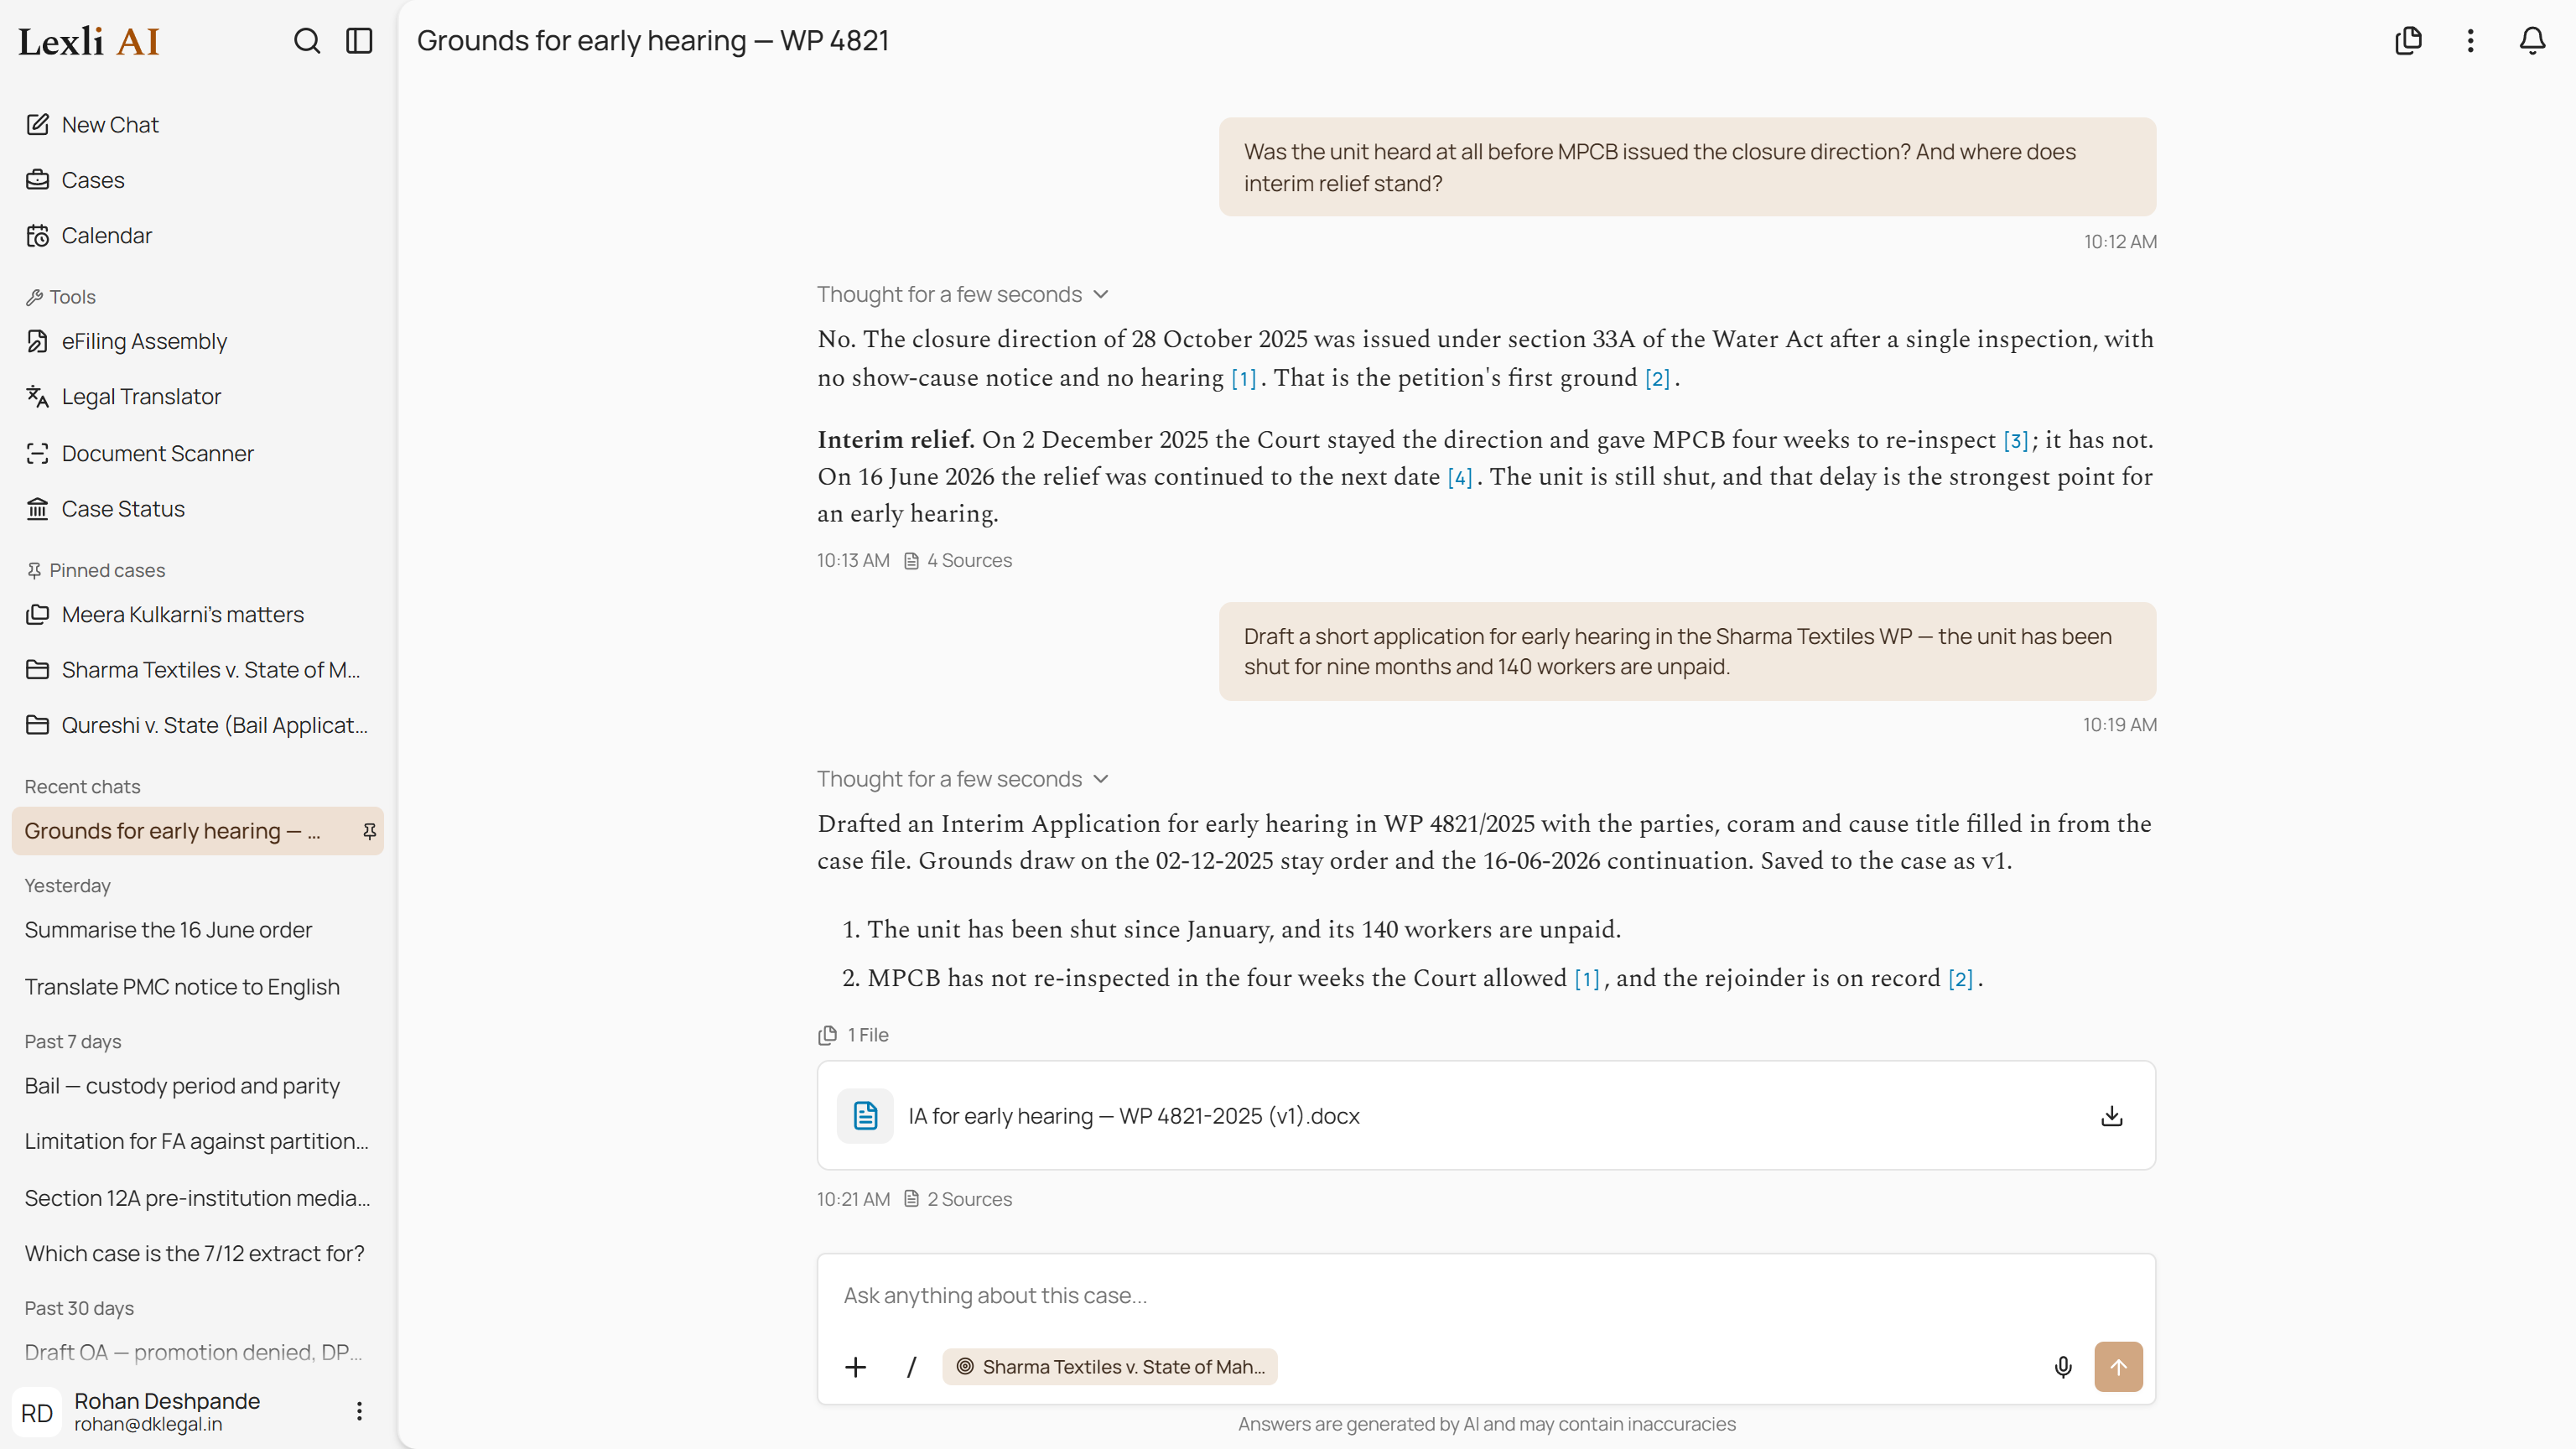 Lexli AI
New Chat
Cases
Calendar
Tools
eFiling Assembly
Legal Translator
Document Scanner
Case Status
Pinned cases
Meera Kulkarni's matters
Sharma Textiles v. State of M...
Qureshi v. State (Bail Applicat...
Recent chats
Grounds for early hearing — ...
Yesterday
Summarise the 16 June order
Translate PMC notice to English
Past 7 days
Bail — custody period and parity
Limitation for FA against partition...
Section 12A pre-institution media...
Which case is the 7/12 extract for?
Past 30 days
Draft OA — promotion denied, DP...
RD
Rohan Deshpande
rohan@dklegal.in
Grounds for early hearing — WP 4821
Was the unit heard at all before MPCB issued the closure direction? And where does
interim relief stand?
10:12 AM
Thought for a few seconds
No. The closure direction of 28 October 2025 was issued under section 33A of the Water Act after a single inspection, with
no show-cause notice and no hearing [1]. That is the petition's first ground [2].
Interim relief. On 2 December 2025 the Court stayed the direction and gave MPCB four weeks to re-inspect [3]; it has not.
On 16 June 2026 the relief was continued to the next date [4]. The unit is still shut, and that delay is the strongest point for
an early hearing.
10:13 AM 4 Sources
Draft a short application for early hearing in the Sharma Textiles WP — the unit has been
shut for nine months and 140 workers are unpaid.
10:19 AM
Thought for a few seconds
Drafted an Interim Application for early hearing in WP 4821/2025 with the parties, coram and cause title filled in from the
case file. Grounds draw on the 02-12-2025 stay order and the 16-06-2026 continuation. Saved to the case as v1.
1. The unit has been shut since January, and its 140 workers are unpaid.
2. MPCB has not re-inspected in the four weeks the Court allowed [1], and the rejoinder is on record [2].
1 File
IA for early hearing — WP 4821-2025 (v1).docx
10:21 AM 2 Sources
Ask anything about this case...
/ Sharma Textiles v. State of Mah...
Answers are generated by AI and may contain inaccuracies